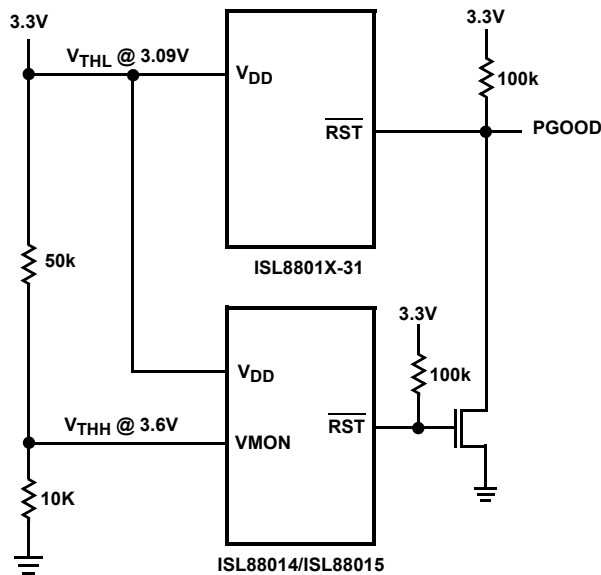 3.3V
3.3V
VTHL @ 3.09V
VDD
100k
RST
PGOOD
50k
ISL8801X-31
3.3V
VDD
100k
VTHH @ 3.6V
VMON
RST
10K
ISL88014/ISL88015